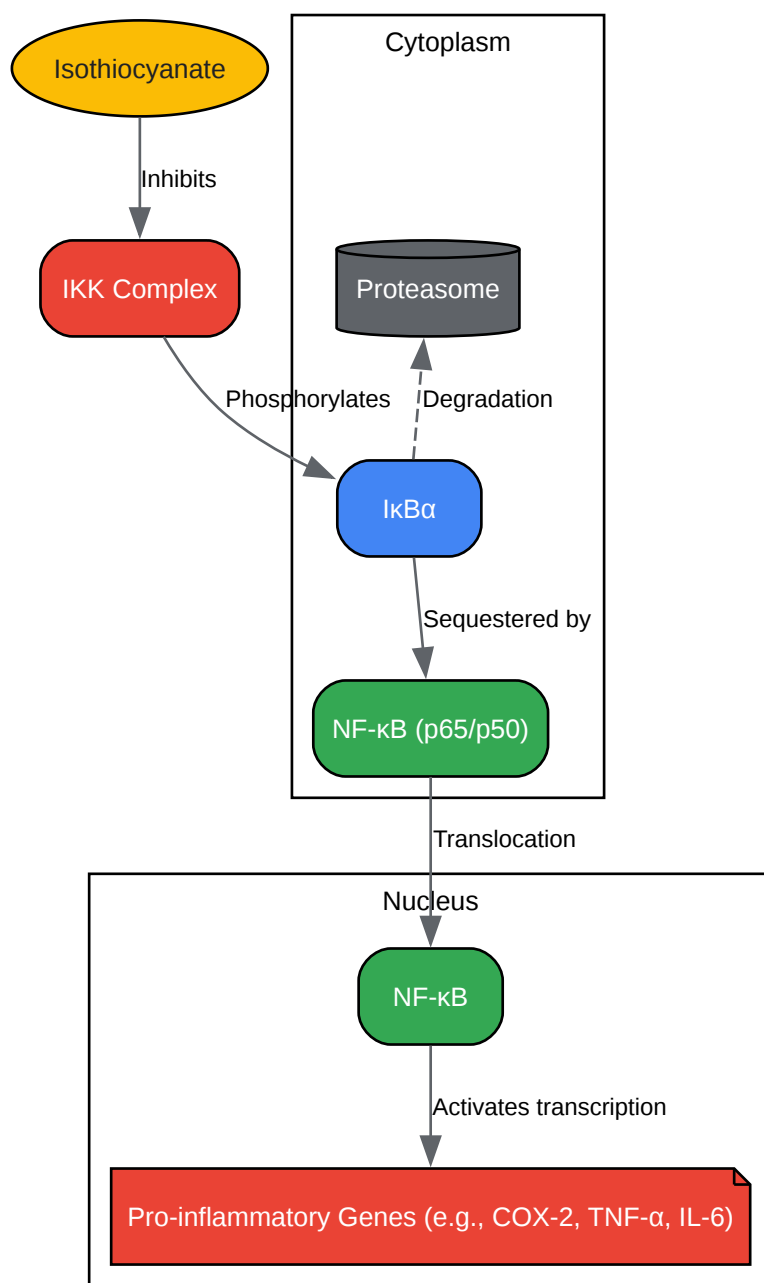 Cytoplasm
Isothiocyanate
Inhibits
IKK Complex
Proteasome
Phosphorylates
Degradation
IκBα
Sequestered by
NF-κB (p65/p50)
Translocation
Nucleus
NF-κB
Activates transcription
Pro-inflammatory Genes (e.g., COX-2, TNF-α, IL-6)